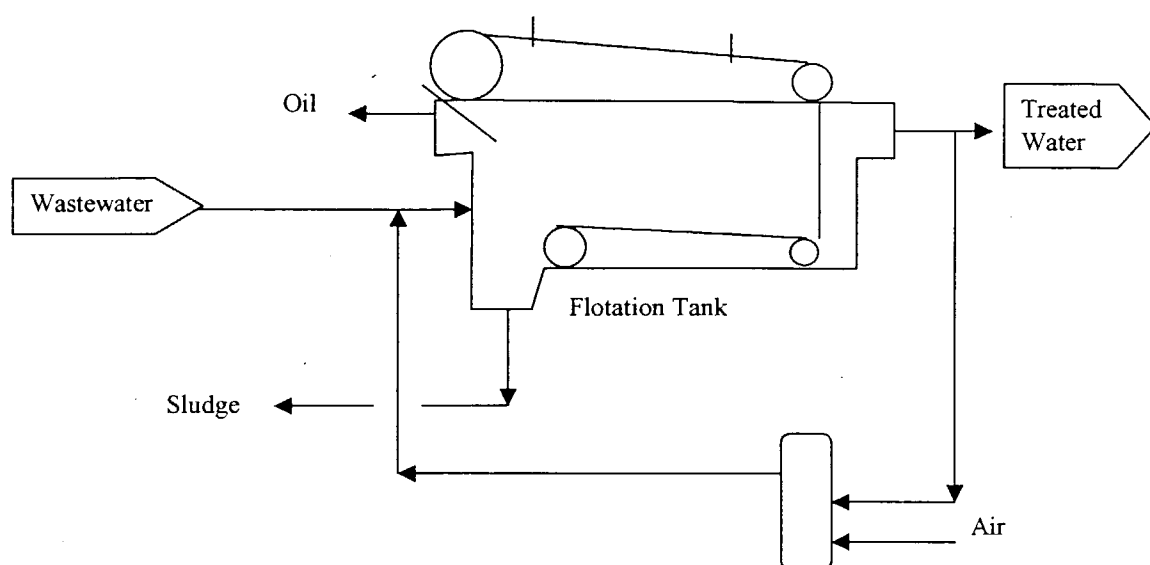 Oil
Treated
Water
Wastewater
Flotation Tank
Sludge
Air